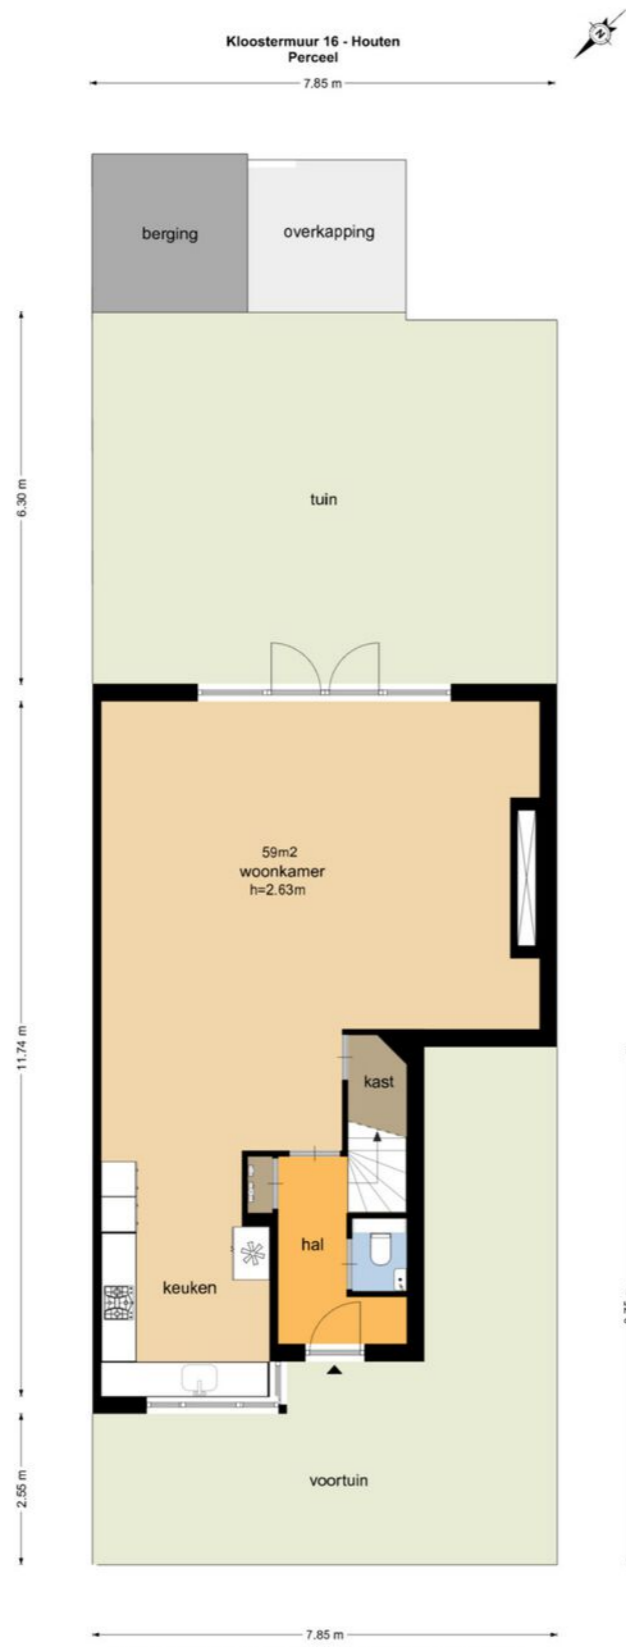 Kloostermuur 16 - Houten
Perceel
N
7.85 m
berging
overkapping
6.30 m
tuin
59m2
woonkamer
h=2.63m
11.74 m
kast
hal
keuken
2.55 m
voortuin
7.85 m